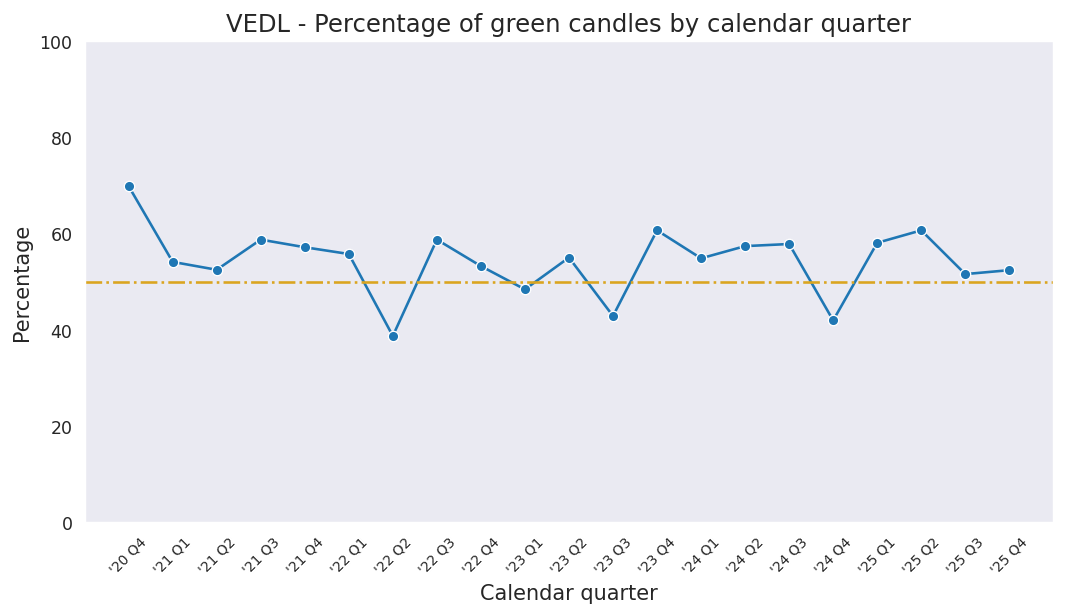 VEDL - Percentage of green candles by calendar quarter
Percentage
100
80
60
40
20
0
'20 Q4
'21 Q1
'21 Q2
'21 Q3
'21 Q4
'22 Q1
'22 Q2
'22 Q3
'22 Q4
'23 Q1
'23 Q2
'23 Q3
'23 Q4
'24 Q1
'24 Q2
'24 Q3
'24 Q4
'25 Q1
'25 Q2
'25 Q3
'25 Q4
Calendar quarter